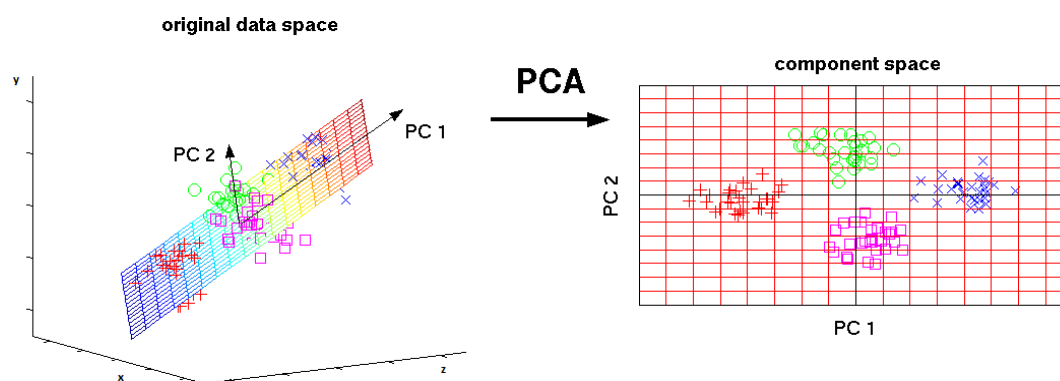 original data space
y
PC 1
PC 2
x
z
PCA
component space
PC 2
PC 1